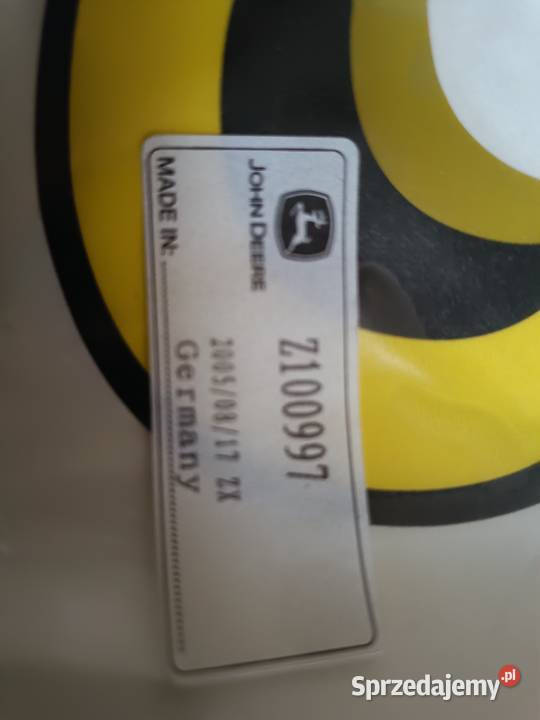 JOHN DEERE
Z100997
2005/08/17 ZX
MADE IN: Germany
Sprzedajemy.pl